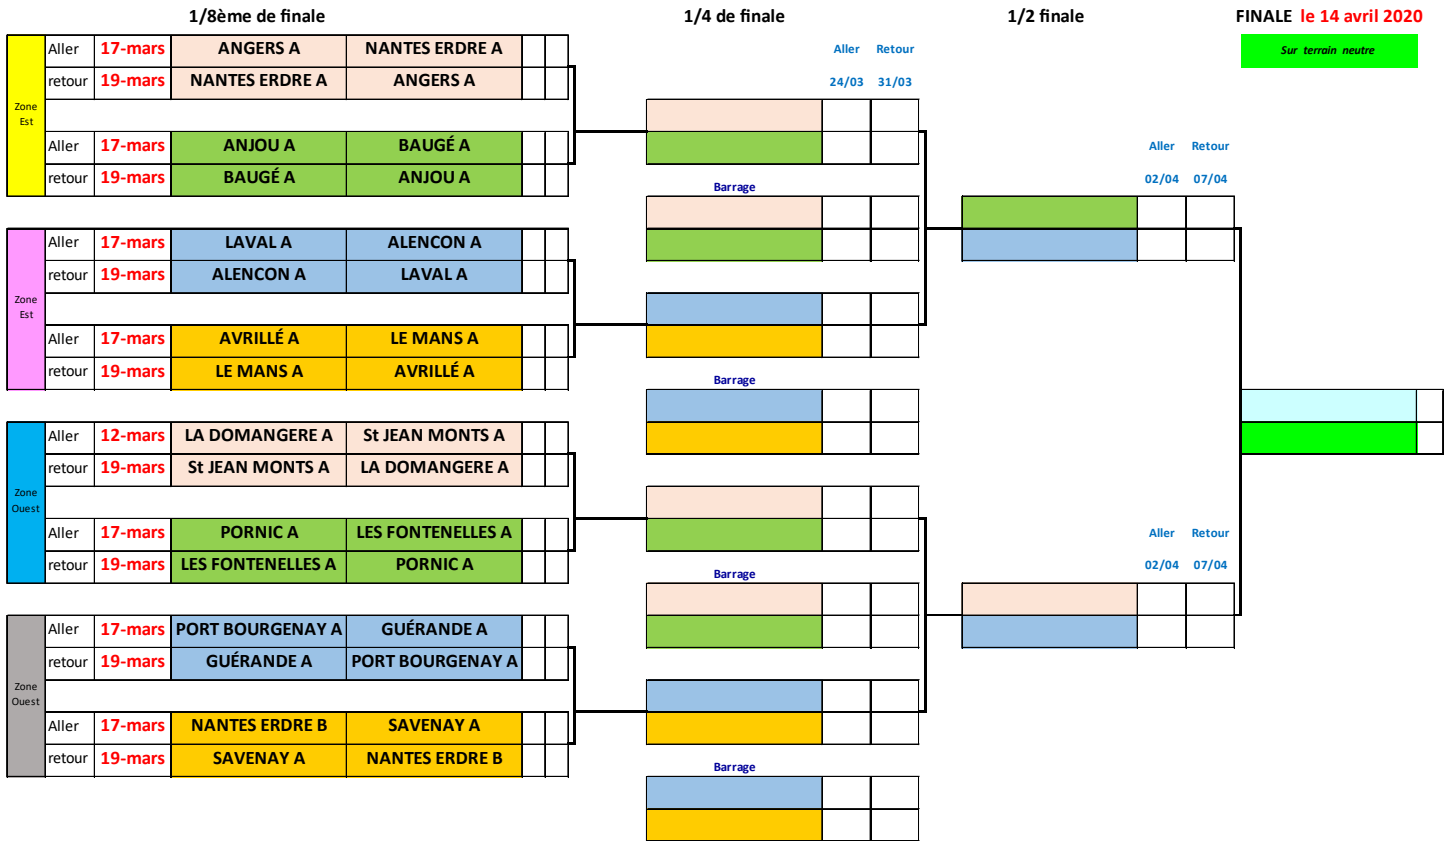 1/8ème de finale 1/4 de finale 1/2 finale FINALE le 14 avril 2020
Aller 17-mars ANGERS A NANTES ERDRE A Aller Retour Sur terrain neutre
retour 19-mars NANTES ERDRE A ANGERS A 24/03 31/03
Zone Est
Aller 17-mars ANJOU A BAUGÉ A Aller Retour
retour 19-mars BAUGÉ A ANJOU A 02/04 07/04
Barrage
Aller 17-mars LAVAL A ALENCON A
retour 19-mars ALENCON A LAVAL A
Zone Est
Aller 17-mars AVRILLÉ A LE MANS A
retour 19-mars LE MANS A AVRILLÉ A
Barrage
Aller 12-mars LA DOMANGERE A St JEAN MONTS A
retour 19-mars St JEAN MONTS A LA DOMANGERE A
Zone Ouest
Aller 17-mars PORNIC A LES FONTENELLES A Aller Retour
retour 19-mars LES FONTENELLES A PORNIC A 02/04 07/04
Barrage
Aller 17-mars PORT BOURGENAY A GUÉRANDE A
retour 19-mars GUÉRANDE A PORT BOURGENAY A
Zone Ouest
Aller 17-mars NANTES ERDRE B SAVENAY A
retour 19-mars SAVENAY A NANTES ERDRE B
Barrage